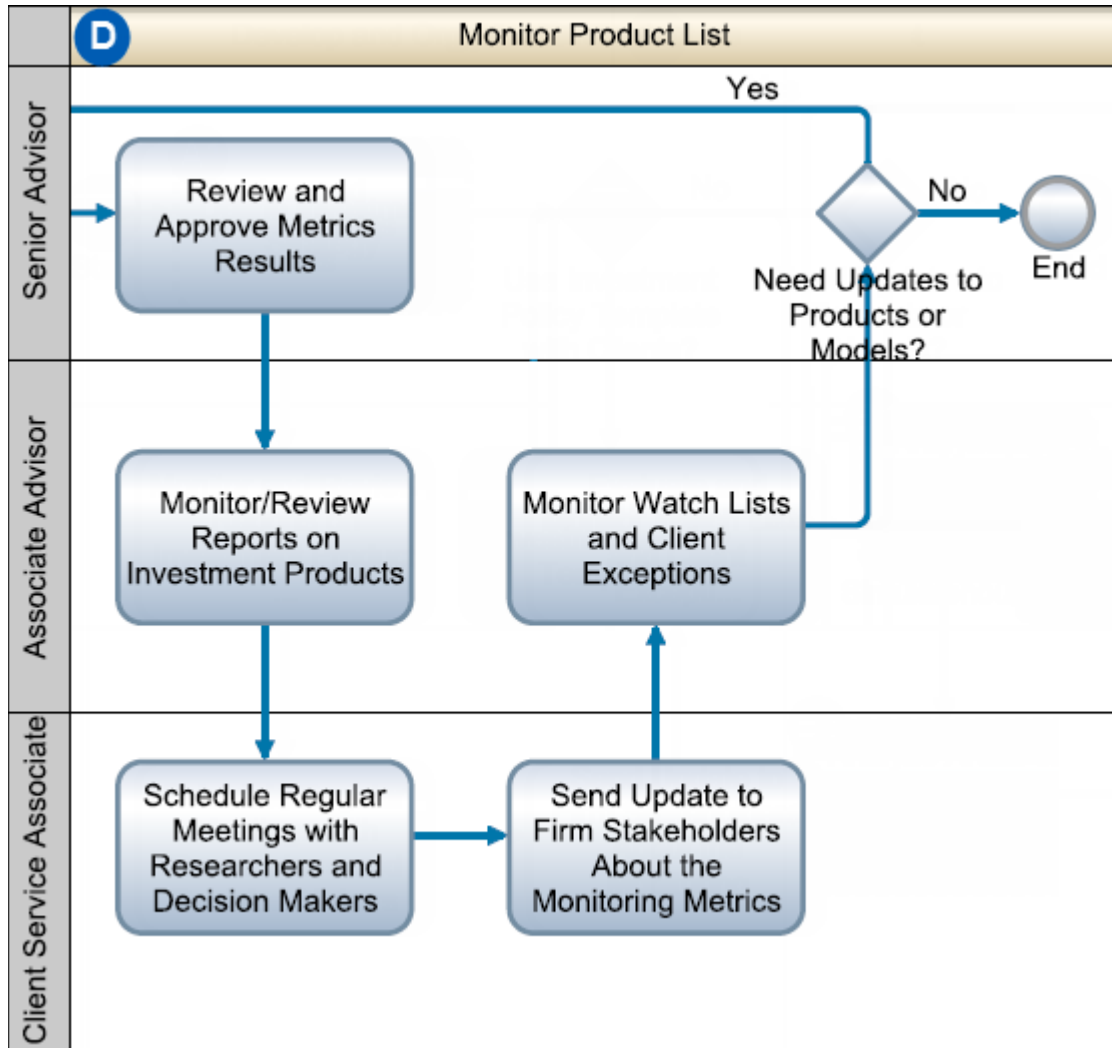 D
Monitor Product List
Senior Advisor
Yes
Review and
Approve Metrics
Results
No
End
Need Updates to
Products or
Models?
Associate Advisor
Monitor/Review
Reports on
Investment Products
Monitor Watch Lists
and Client
Exceptions
Client Service Associate
Schedule Regular
Meetings with
Researchers and
Decision Makers
Send Update to
Firm Stakeholders
About the
Monitoring Metrics